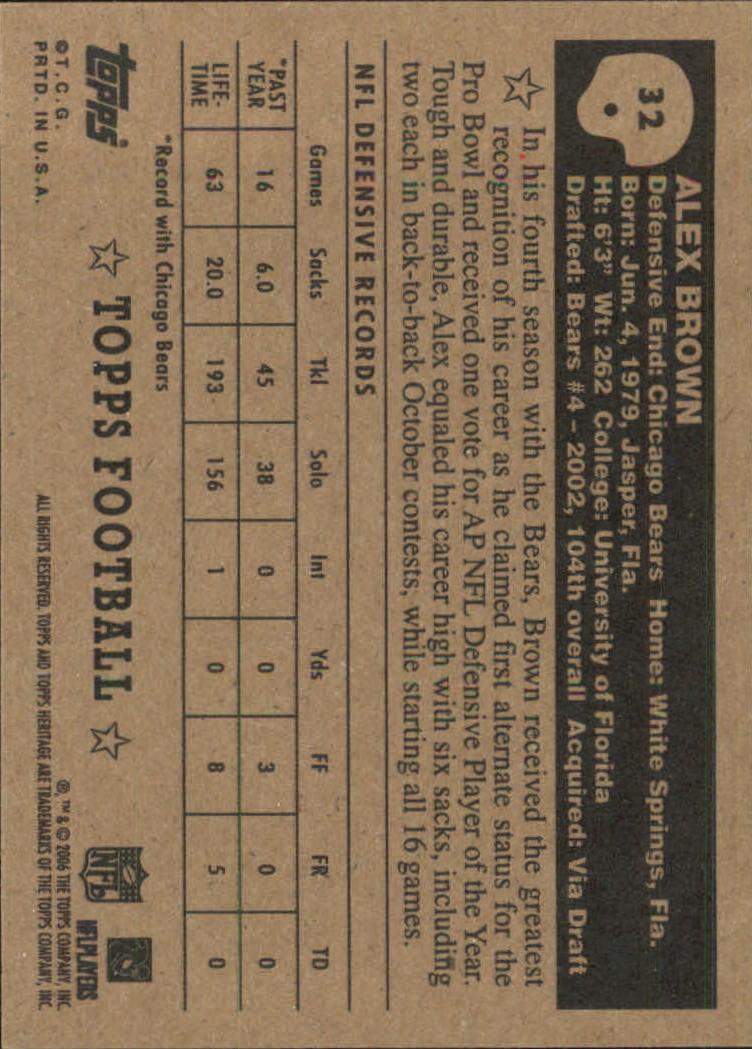 32
ALEX BROWN
Defensive End: Chicago Bears Home: White Springs, Fla.
Born: Jun. 4, 1979, Jasper, Fla.
Ht: 6'3" Wt: 262 College: University of Florida
Drafted: Bears #4 - 2002, 104th overall Acquired: Via Draft
In his fourth season with the Bears, Brown received the greatest
recognition of his career as he claimed first alternate status for the
Pro Bowl and received one vote for AP NFL Defensive Player of the Year.
Tough and durable, Alex equaled his career high with six sacks, including
two each in back-to-back October contests, while starting all 16 games.
NFL DEFENSIVE RECORDS
Games Sacks Tkl Solo Int Yds FF FR TD
*PAST YEAR 16 6.0 45 38 0 0 3 0 0
LIFE-TIME 63 20.0 193 156 1 0 8 5 0
*Record with Chicago Bears
topps
TOPPS FOOTBALL
NFL
NFLPLAYERS
©T.C.G.
PRTD. IN U.S.A.
®, ™ & © 2006 THE TOPPS COMPANY, INC.
ALL RIGHTS RESERVED. TOPPS AND TOPPS HERITAGE ARE TRADEMARKS OF THE TOPPS COMPANY, INC.